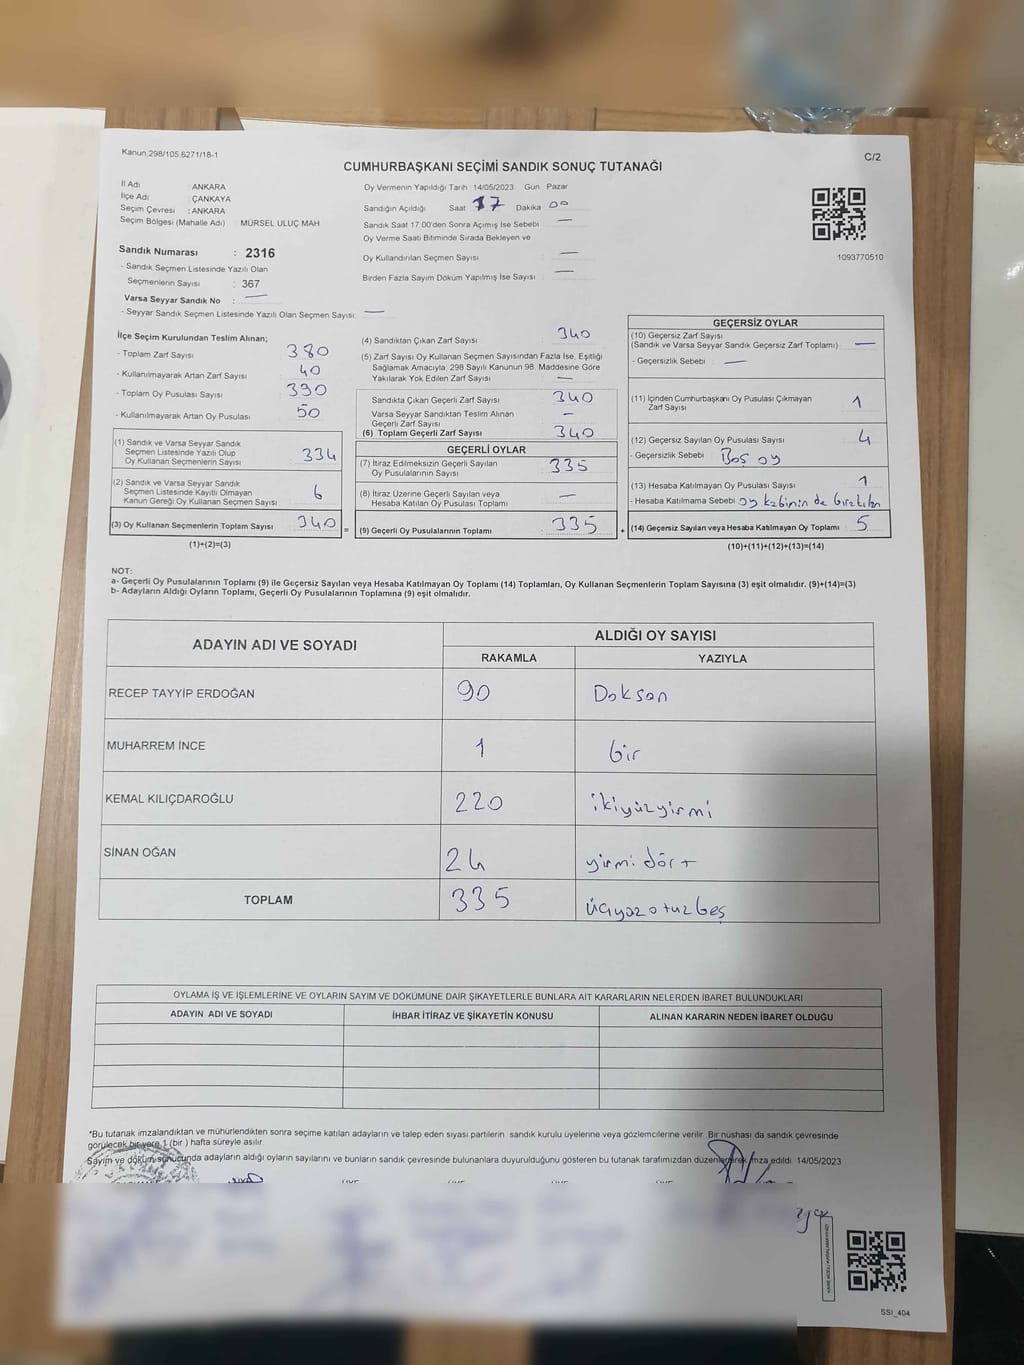 Kanun:298/105 6271/18-1
C/2
CUMHURBAŞKANI SEÇİMİ SANDIK SONUÇ TUTANAĞI
İl Adı : ANKARA
İlçe Adı : ÇANKAYA
Seçim Çevresi : ANKARA
Seçim Bölgesi (Mahalle Adı) MÜRSEL ULUÇ MAH
Sandık Numarası : 2316
- Sandık Seçmen Listesinde Yazılı Olan
Seçmenlerin Sayısı : 367
Varsa Seyyar Sandık No : —
- Seyyar Sandık Seçmen Listesinde Yazılı Olan Seçmen Sayısı: —
Oy Vermenin Yapıldığı Tarih 14/05/2023 Gün Pazar
Sandığın Açıldığı Saat 17 Dakika 00
Sandık Saat 17.00'den Sonra Açımış İse Sebebi : —
Oy Verme Saati Bitiminde Sırada Bekleyen ve
Oy Kullandırılan Seçmen Sayısı : —
Birden Fazla Sayım Döküm Yapılmış İse Sayısı : —
1093770510
İlçe Seçim Kurulundan Teslim Alınan;
- Toplam Zarf Sayısı : 380
- Kullanılmayarak Artan Zarf Sayısı : 40
- Toplam Oy Pusulası Sayısı : 390
- Kullanılmayarak Artan Oy Pusulası : 50
(1) Sandık ve Varsa Seyyar Sandık
Seçmen Listesinde Yazılı Olup
Oy Kullanan Seçmenlerin Sayısı : 334
(2) Sandık ve Varsa Seyyar Sandık
Seçmen Listesinde Kayıtlı Olmayan
Kanun Gereği Oy Kullanan Seçmen Sayısı : 6
(3) Oy Kullanan Seçmenlerin Toplam Sayısı : 340
(1)+(2)=(3)
(4) Sandıktan Çıkan Zarf Sayısı : 340
(5) Zarf Sayısı Oy Kullanan Seçmen Sayısından Fazla İse, Eşitliği
Sağlamak Amacıyla; 298 Sayılı Kanunun 98. Maddesine Göre
Yakılarak Yok Edilen Zarf Sayısı : —
Sandıkta Çıkan Geçerli Zarf Sayısı : 340
Varsa Seyyar Sandıktan Teslim Alınan
Geçerli Zarf Sayısı : —
(6) Toplam Geçerli Zarf Sayısı : 340
GEÇERLİ OYLAR
(7) İtiraz Edilmeksizin Geçerli Sayılan
Oy Pusulalarının Sayısı : 335
(8) İtiraz Üzerine Geçerli Sayılan veya
Hesaba Katılan Oy Pusulası Toplamı : —
= (9) Geçerli Oy Pusulalarının Toplamı : 335 +
GEÇERSİZ OYLAR
(10) Geçersiz Zarf Sayısı
(Sandık ve Varsa Seyyar Sandık Geçersiz Zarf Toplamı) : —
- Geçersizlik Sebebi : —
(11) İçinden Cumhurbaşkanı Oy Pusulası Çıkmayan
Zarf Sayısı : 1
(12) Geçersiz Sayılan Oy Pusulası Sayısı : 4
- Geçersizlik Sebebi : Boş oy
(13) Hesaba Katılmayan Oy Pusulası Sayısı : 1
- Hesaba Katılmama Sebebi : oy kabinin de bırakılan
(14) Geçersiz Sayılan veya Hesaba Katılmayan Oy Toplamı : 5
(10)+(11)+(12)+(13)=(14)
NOT:
a- Geçerli Oy Pusulalarının Toplamı (9) ile Geçersiz Sayılan veya Hesaba Katılmayan Oy Toplamı (14) Toplamları, Oy Kullanan Seçmenlerin Toplam Sayısına (3) eşit olmalıdır. (9)+(14)=(3)
b- Adayların Aldığı Oyların Toplamı, Geçerli Oy Pusulalarının Toplamına (9) eşit olmalıdır.
ADAYIN ADI VE SOYADI ALDIĞI OY SAYISI
RAKAMLA YAZIYLA
RECEP TAYYİP ERDOĞAN 90 Doksan
MUHARREM İNCE 1 bir
KEMAL KILIÇDAROĞLU 220 ikiyüzyirmi
SİNAN OĞAN 24 yirmi dört
TOPLAM 335 üçyüzotuzbeş
OYLAMA İŞ VE İŞLEMLERİNE VE OYLARIN SAYIM VE DÖKÜMÜNE DAİR ŞİKAYETLERLE BUNLARA AİT KARARLARIN NELERDEN İBARET BULUNDUKLARI
ADAYIN ADI VE SOYADI İHBAR İTİRAZ VE ŞİKAYETİN KONUSU ALINAN KARARIN NEDEN İBARET OLDUĞU
*Bu tutanak imzalandıktan ve mühürlendikten sonra seçime katılan adayların ve talep eden siyasi partilerin sandık kurulu üyelerine veya gözlemcilerine verilir. Bir nüshası da sandık çevresinde
görülecek bir yere 1 (bir ) hafta süreyle asılır.
Sayım ve döküm sonucunda adayların aldığı oyların sayılarını ve bunların sandık çevresinde bulunanlara duyurulduğunu gösteren bu tutanak tarafımızdan düzenlenerek imza edildi. 14/05/2023
SSI_404